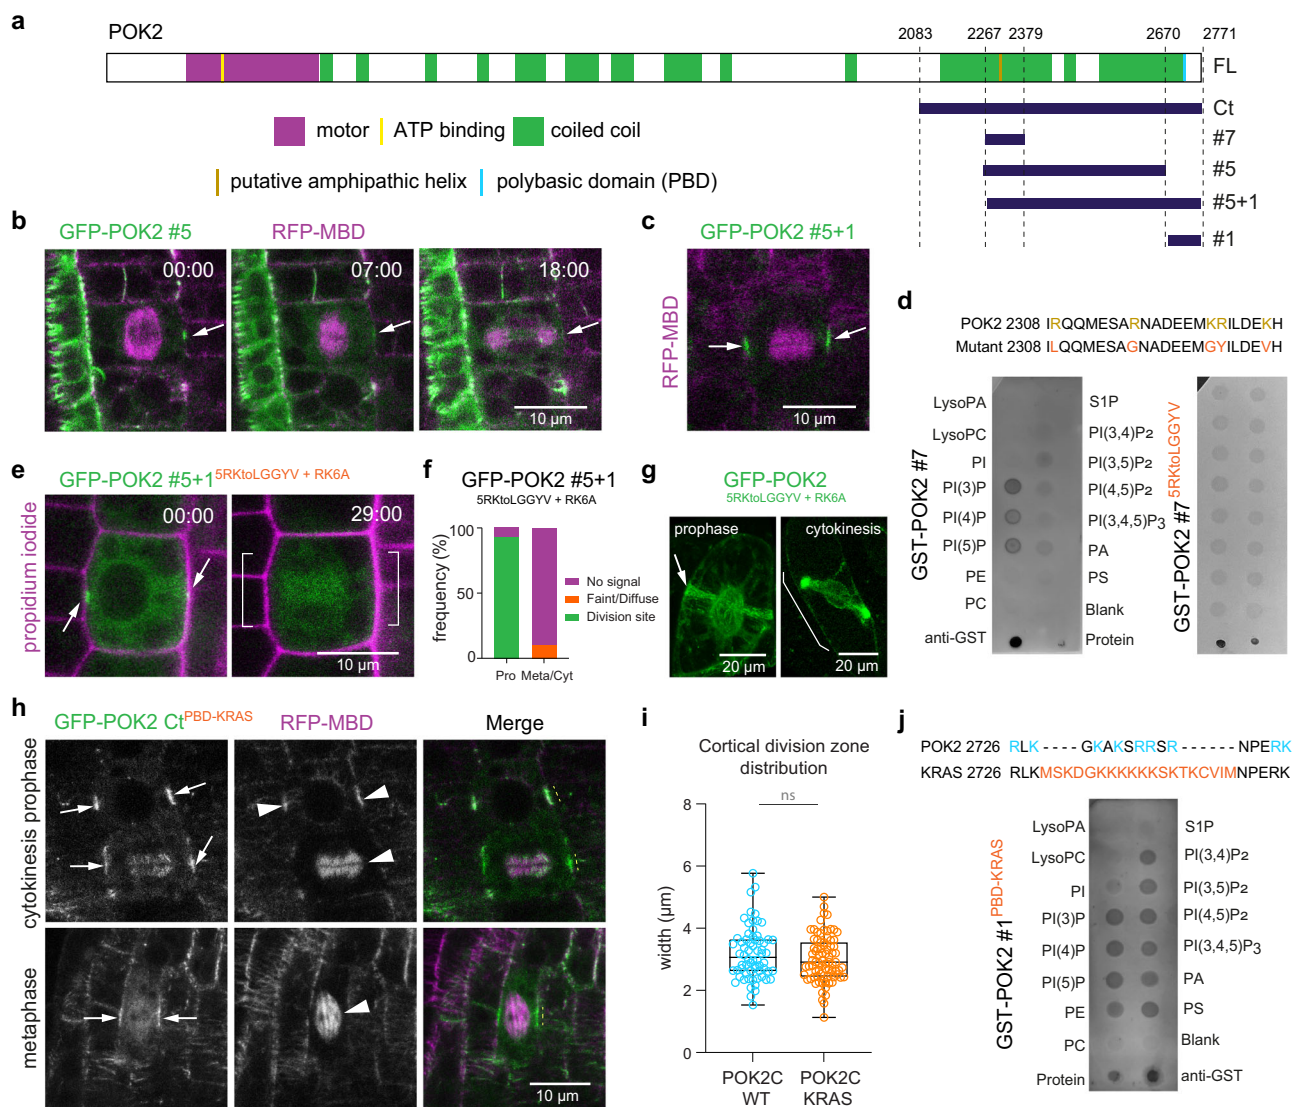 a
POK2
2083 2267 2379 2670 2771
FL
Ct
#7
#5
#5+1
#1
motor ATP binding coiled coil
putative amphipathic helix polybasic domain (PBD)
b
GFP-POK2 #5 RFP-MBD
00:00 07:00 18:00
10 µm
c
GFP-POK2 #5+1
RFP-MBD
10 µm
d
POK2 2308 IRQQMESARNADEEMKRILDEKH
Mutant 2308 ILQQMESAGNADEEMGYILDEVH
GST-POK2 #7
LysoPA S1P
LysoPC PI(3,4)P2
PI PI(3,5)P2
PI(3)P PI(4,5)P2
PI(4)P PI(3,4,5)P3
PI(5)P PA
PE PS
PC Blank
anti-GST Protein
GST-POK2 #7 5RKtoLGGYV
e
GFP-POK2 #5+1 5RKtoLGGYV + RK6A
propidium iodide
00:00 29:00
10 µm
f
GFP-POK2 #5+1
5RKtoLGGYV + RK6A
frequency (%)
100
50
0
Pro Meta/Cyt
No signal
Faint/Diffuse
Division site
g
GFP-POK2
5RKtoLGGYV + RK6A
prophase cytokinesis
20 µm 20 µm
h
GFP-POK2 Ct PBD-KRAS RFP-MBD Merge
cytokinesis prophase
metaphase
10 µm
i
Cortical division zone
distribution
ns
width (µm)
8
6
4
2
0
POK2C POK2C
WT KRAS
j
POK2 2726 RLK----GKAKSRRSR------NPERK
KRAS 2726 RLKMSKDGKKKKKKSKTKCVIMNPERK
GST-POK2 #1 PBD-KRAS
LysoPA S1P
LysoPC PI(3,4)P2
PI PI(3,5)P2
PI(3)P PI(4,5)P2
PI(4)P PI(3,4,5)P3
PI(5)P PA
PE PS
PC Blank
Protein anti-GST